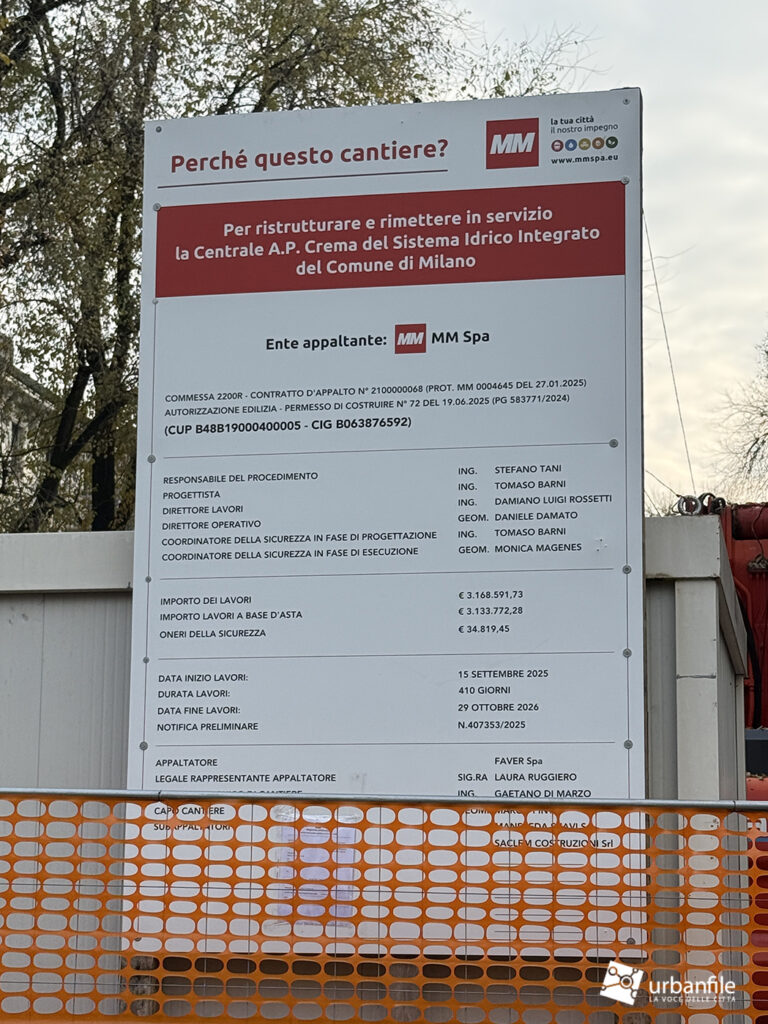 Perché questo cantiere?
MM
la tua città
il nostro impegno
www.mmspa.eu
Per ristrutturare e rimettere in servizio
la Centrale A.P. Crema del Sistema Idrico Integrato
del Comune di Milano
Ente appaltante: MM MM Spa
COMMESSA 2200R - CONTRATTO D'APPALTO N° 2100000068 (PROT. MM 0004645 DEL 27.01.2025)
AUTORIZZAZIONE EDILIZIA - PERMESSO DI COSTRUIRE N° 72 DEL 19.06.2025 (PG 583771/2024)
(CUP B48B19000400005 - CIG B063876592)
RESPONSABILE DEL PROCEDIMENTO ING. STEFANO TANI
PROGETTISTA ING. TOMASO BARNI
DIRETTORE LAVORI ING. DAMIANO LUIGI ROSSETTI
DIRETTORE OPERATIVO GEOM. DANIELE DAMATO
COORDINATORE DELLA SICUREZZA IN FASE DI PROGETTAZIONE ING. TOMASO BARNI
COORDINATORE DELLA SICUREZZA IN FASE DI ESECUZIONE GEOM. MONICA MAGENES
IMPORTO DEI LAVORI € 3.168.591,73
IMPORTO LAVORI A BASE D'ASTA € 3.133.772,28
ONERI DELLA SICUREZZA € 34.819,45
DATA INIZIO LAVORI: 15 SETTEMBRE 2025
DURATA LAVORI: 410 GIORNI
DATA FINE LAVORI: 29 OTTOBRE 2026
NOTIFICA PRELIMINARE N.407353/2025
APPALTATORE FAVER Spa
LEGALE RAPPRESENTANTE APPALTATORE SIG.RA LAURA RUGGIERO
DI CANTIERE ING. GAETANO DI MARZO
CAPO CANTIERE GEOM.
SUBAPPALTATORI
SACLEM COSTRUZIONI Srl
urbanfile
LA VOCE DELLE CITTÀ